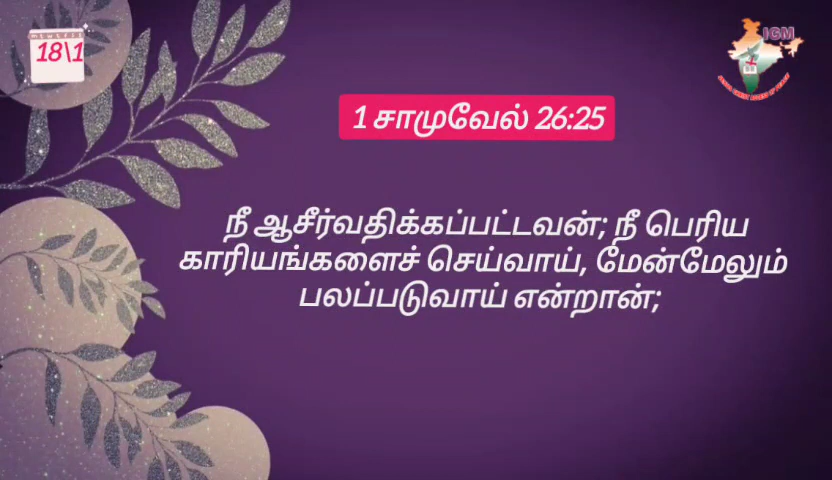 18\1
IGM
1 சாமுவேல் 26:25
நீ ஆசீர்வதிக்கப்பட்டவன்; நீ பெரிய
காரியங்களைச் செய்வாய், மேன்மேலும்
பலப்படுவாய் என்றான்;